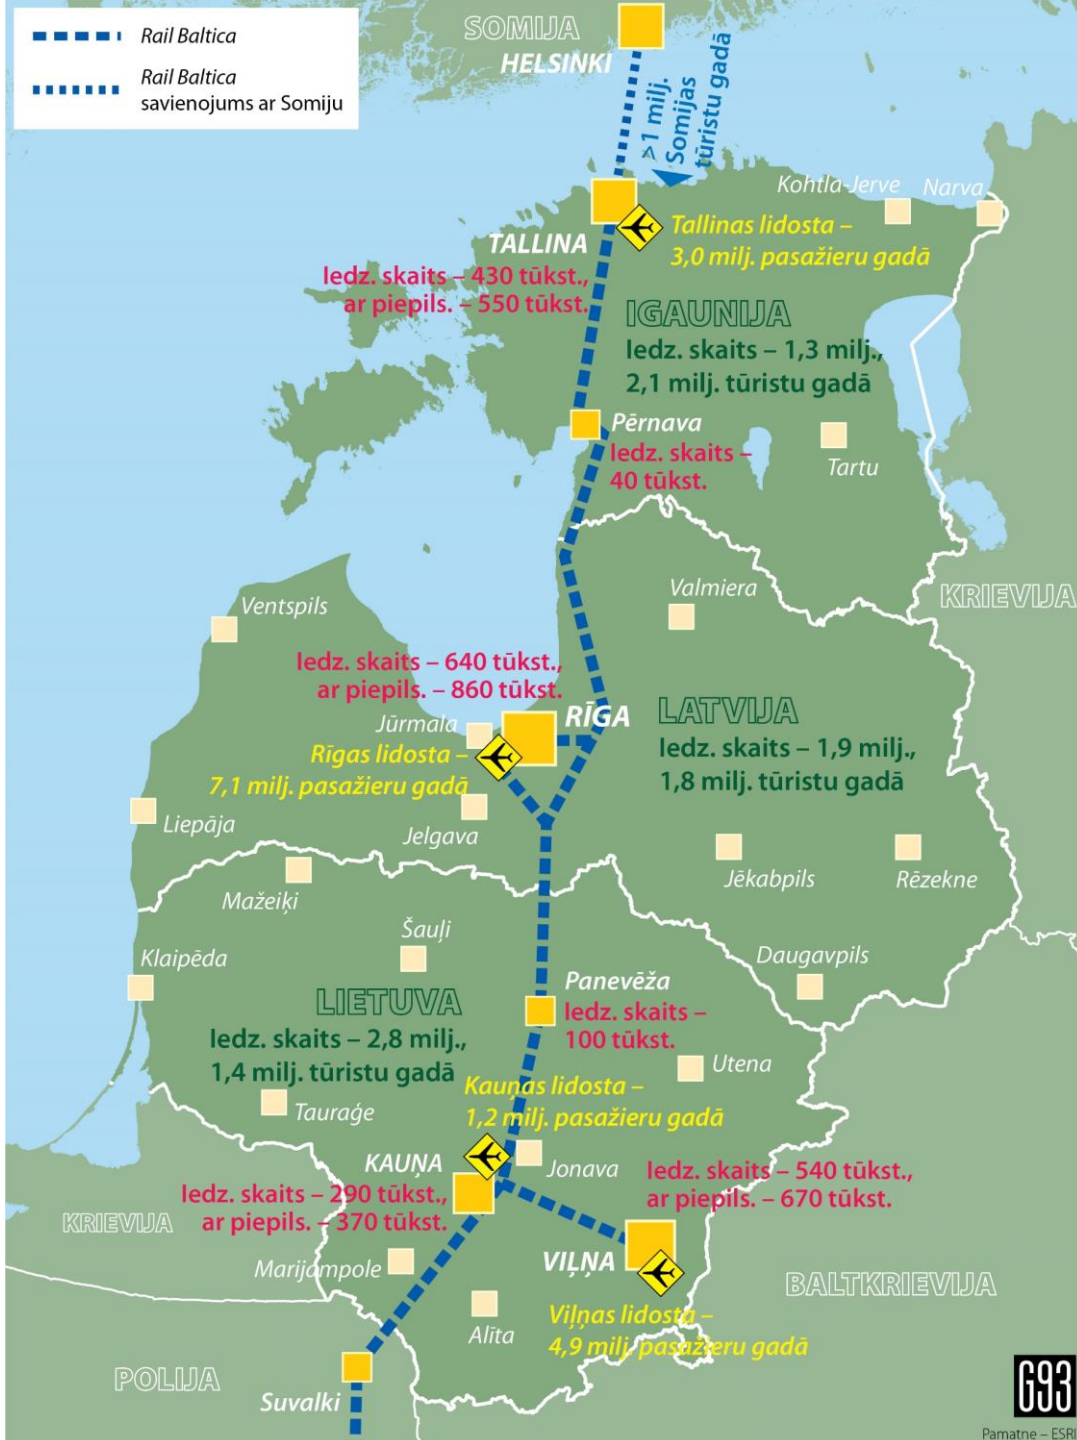 Rail Baltica
Rail Baltica
savienojums ar Somiju
SOMIJA
HELSINKI
>1 milj.
Somijas
tūristu gadā
Kohtla-Jerve
Narva
TALLINA
Iedz. skaits – 430 tūkst.,
ar piepils. – 550 tūkst.
Tallinas lidosta –
3,0 milj. pasažieru gadā
IGAUNIJA
Iedz. skaits – 1,3 milj.,
2,1 milj. tūristu gadā
Pērnava
Iedz. skaits –
40 tūkst.
Tartu
Valmiera
KRIEVIJA
Ventspils
Iedz. skaits – 640 tūkst.,
ar piepils. – 860 tūkst.
Jūrmala
RĪGA
Rīgas lidosta –
7,1 milj. pasažieru gadā
LATVIJA
Iedz. skaits – 1,9 milj.,
1,8 milj. tūristu gadā
Liepāja
Jelgava
Jēkabpils
Rēzekne
Mažeiķi
Šauļi
Klaipēda
Daugavpils
Panevēža
Iedz. skaits –
100 tūkst.
LIETUVA
Iedz. skaits – 2,8 milj.,
1,4 milj. tūristu gadā
Utena
Tauraģe
Kauņas lidosta –
1,2 milj. pasažieru gadā
KAUŅA
Iedz. skaits – 290 tūkst.,
ar piepils. – 370 tūkst.
Jonava
Iedz. skaits – 540 tūkst.,
ar piepils. – 670 tūkst.
KRIEVIJA
Marijampole
VIĻŅA
BALTKRIEVIJA
Alīta
Viļņas lidosta –
4,9 milj. pasažieru gadā
POLIJA
Suvalki
G93
Pamatne – ESRI